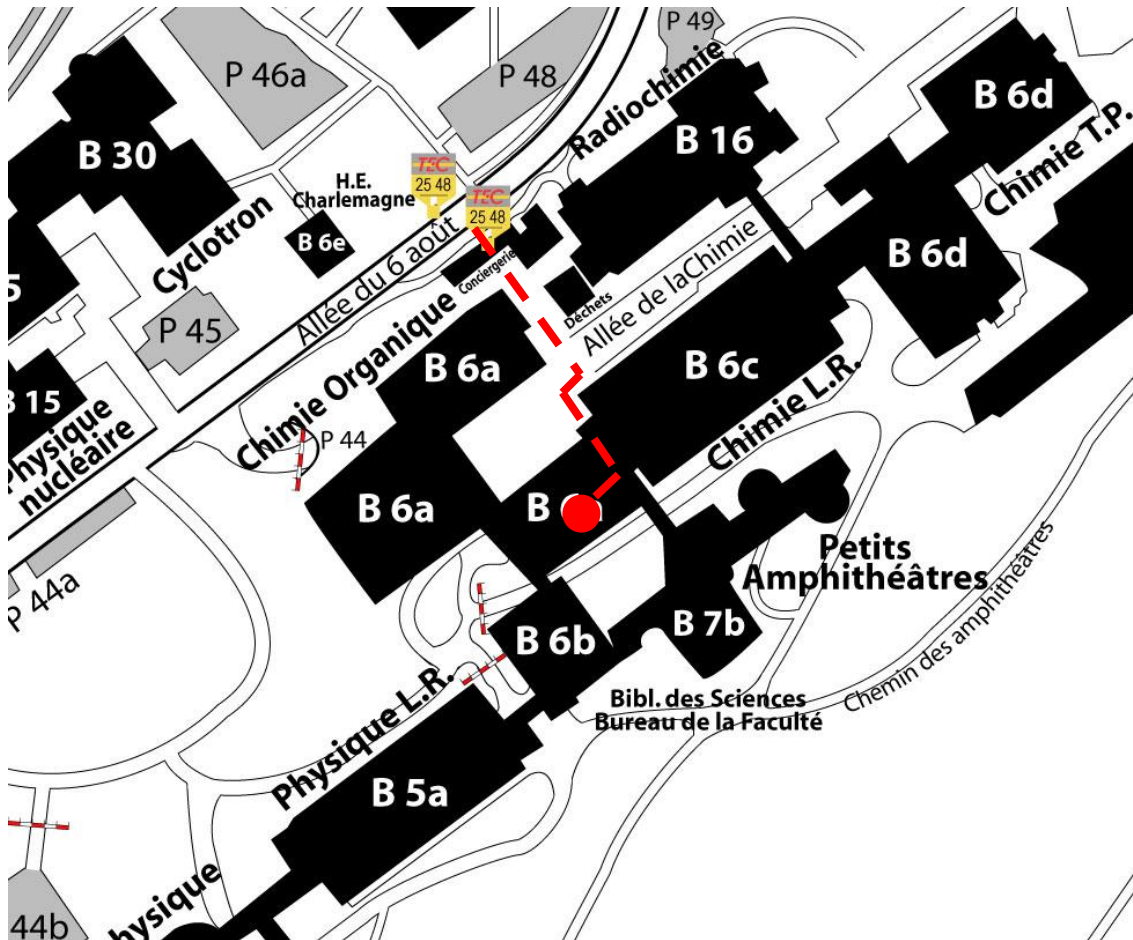 P 49
P 46a
P 48
Radiochimie
B 6d
B 30
B 16
Chimie T.P.
TEC
25 48
H.E.
Charlemagne
TEC
25 48
Cyclotron
B 6e
Allée du 6 août
Conciergerie
Allée de laChimie
B 6d
5
Déchets
P 45
Chimie Organique
B 6a
B 6c
Chimie L.R.
B 15
Physique
nucléaire
P 44
B 6a
B
Petits
Amphithéâtres
P 44a
B 6b
B 7b
Chemin des amphithéâtres
Physique L.R.
Bibl. des Sciences
Bureau de la Faculté
B 5a
hysique
44b